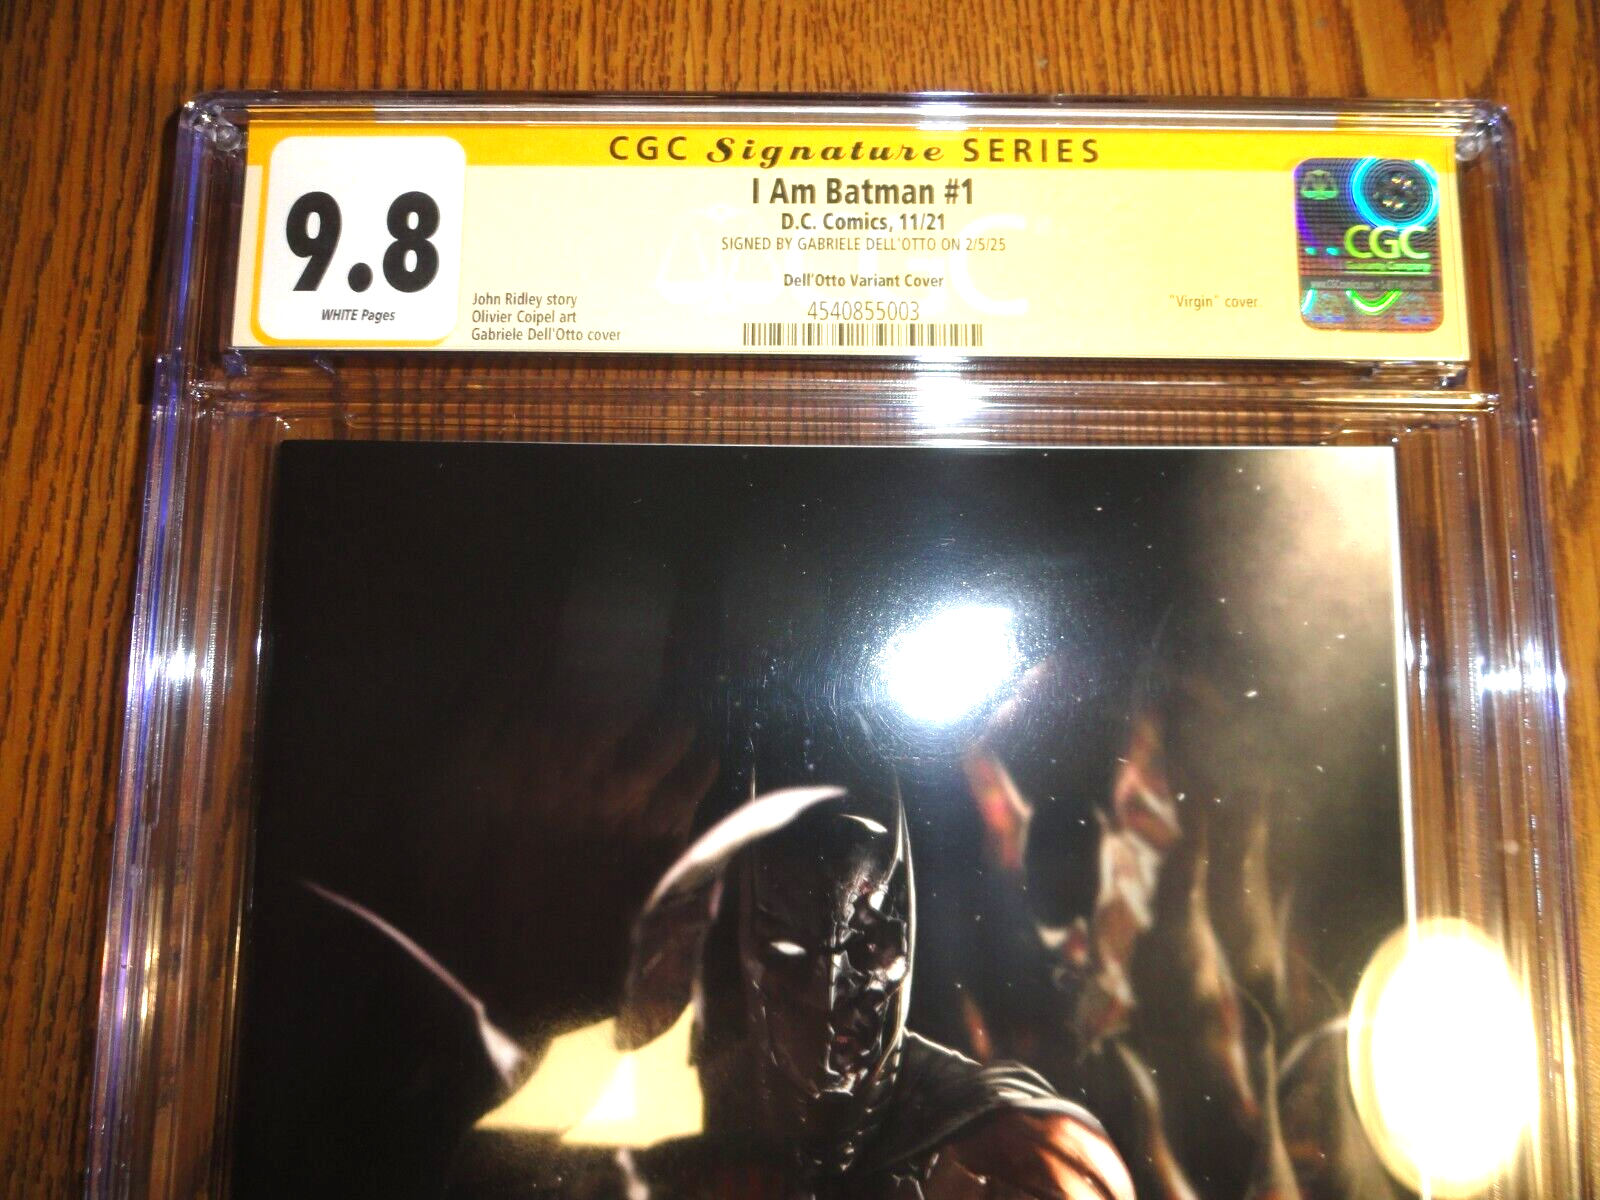 CGC Signature SERIES
9.8
WHITE Pages
I Am Batman #1
D.C. Comics, 11/21
SIGNED BY GABRIELE DELL'OTTO ON 2/5/25
Dell'Otto Variant Cover
4540855003
John Ridley story
Olivier Coipel art
Gabriele Dell'Otto cover
"Virgin" cover
CGC